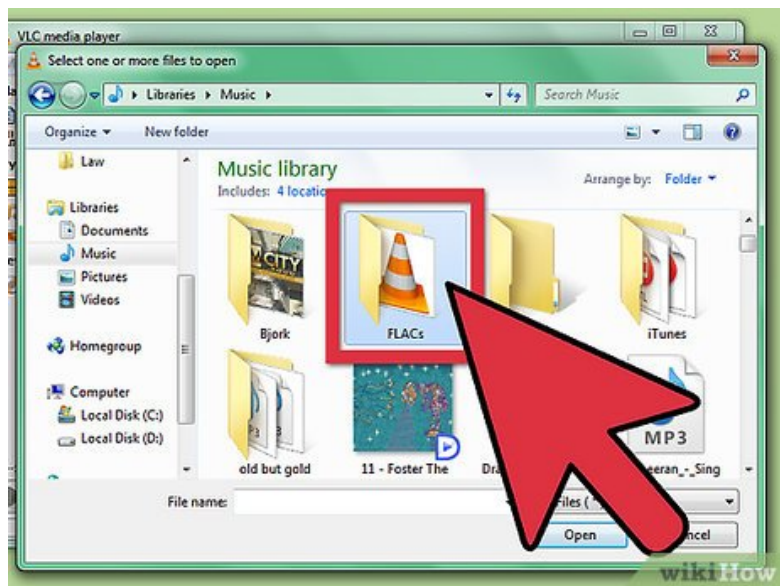 VLC media player
Select one or more files to open
Libraries Music
Search Music
Organize New folder
Law
Libraries
Documents
Music
Pictures
Videos
Homegroup
Computer
Local Disk (C:)
Local Disk (D:)
Music library
Includes: 4 locatio
Arrange by: Folder
Bjork
FLACs
iTunes
old but gold
11 - Foster The
MP3
eeran_-_Sing
File name:
Files (
Open
ncel
wikiHow